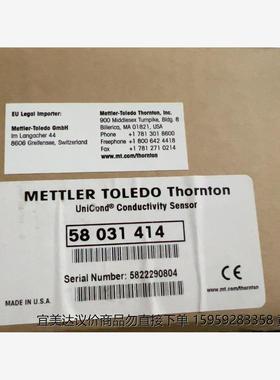 EU Legal Importer:
Mettler-Toledo GmbH
Im Langacher 44
8606 Greifensee, Switzerland
Mettler-Toledo Thornton, Inc.
900 Middlesex Turnpike, Bldg. 8
Billerica, MA 01821, USA
Phone +1 781 301 8600
Freephone +1 800 642 4418
Fax +1 781 271 0214
www.mt.com/thornton
METTLER TOLEDO Thornton
UniCond® Conductivity Sensor
58 031 414
Serial Number: 5822290804
MADE IN U.S.A.
CE
www.mt.com/thornton
宜美达议价商品勿直接下单 15959283358